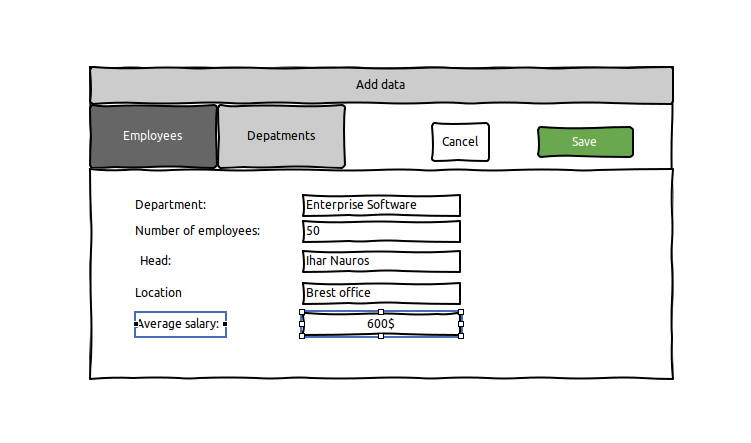 Add data
Employees
Depatments
Cancel
Save
Department:
Enterprise Software
Number of employees:
50
Head:
Ihar Nauros
Location
Brest office
Average salary:
600$